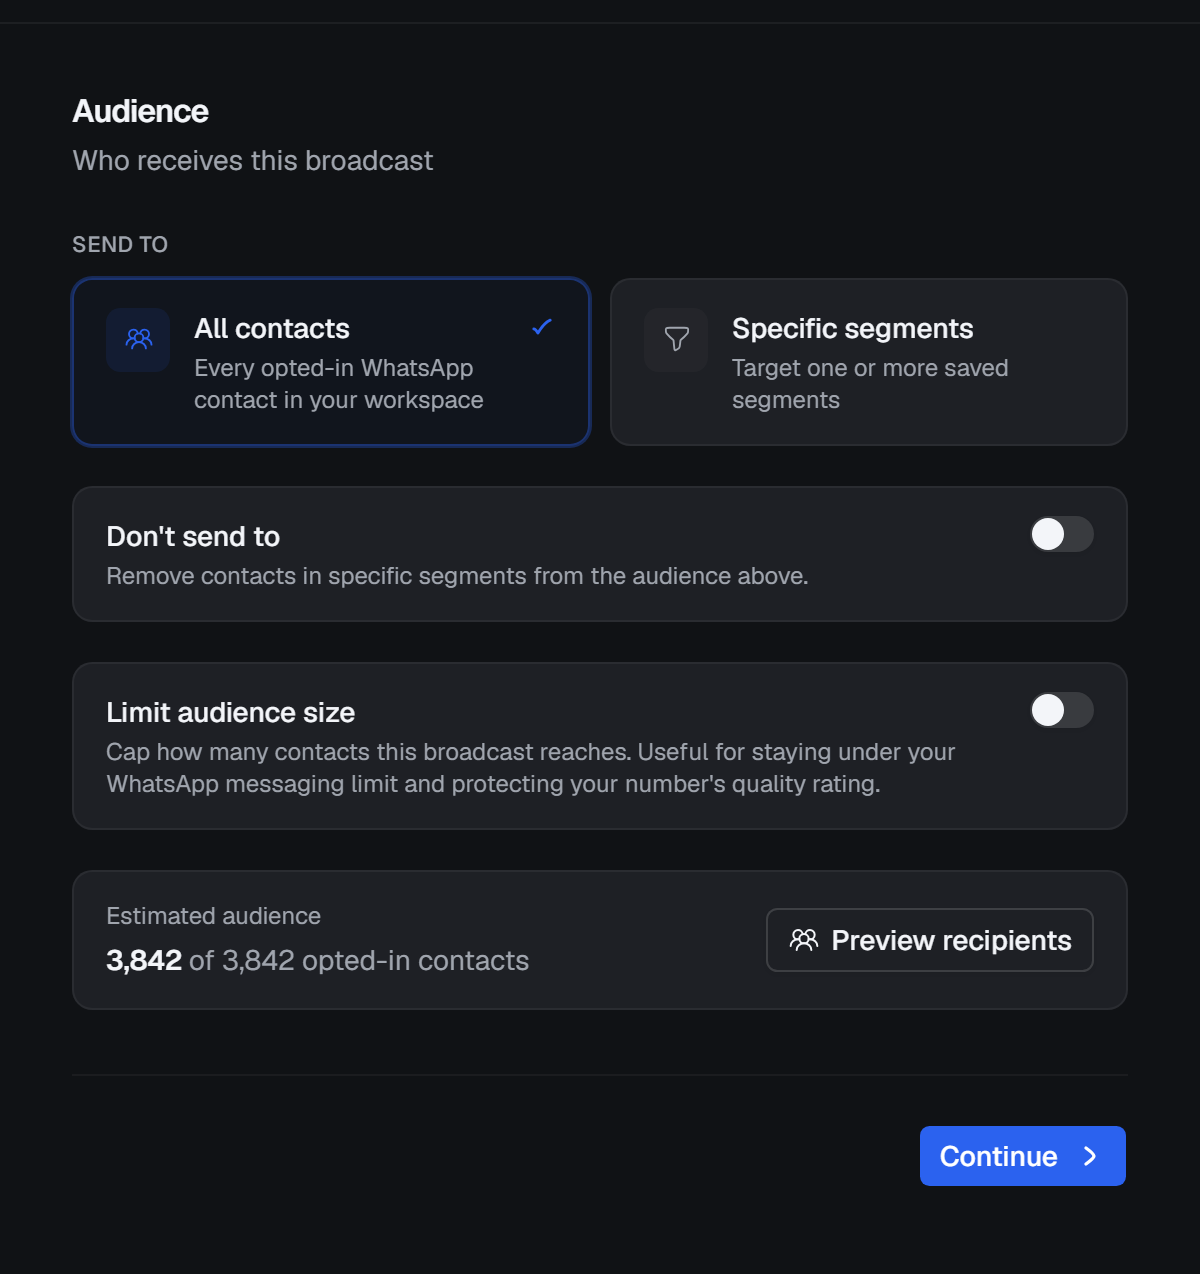 Audience
Who receives this broadcast
SEND TO
All contacts
Every opted-in WhatsApp
contact in your workspace
Specific segments
Target one or more saved
segments
Don't send to
Remove contacts in specific segments from the audience above.
Limit audience size
Cap how many contacts this broadcast reaches. Useful for staying under your
WhatsApp messaging limit and protecting your number's quality rating.
Estimated audience
3,842 of 3,842 opted-in contacts
Preview recipients
Continue